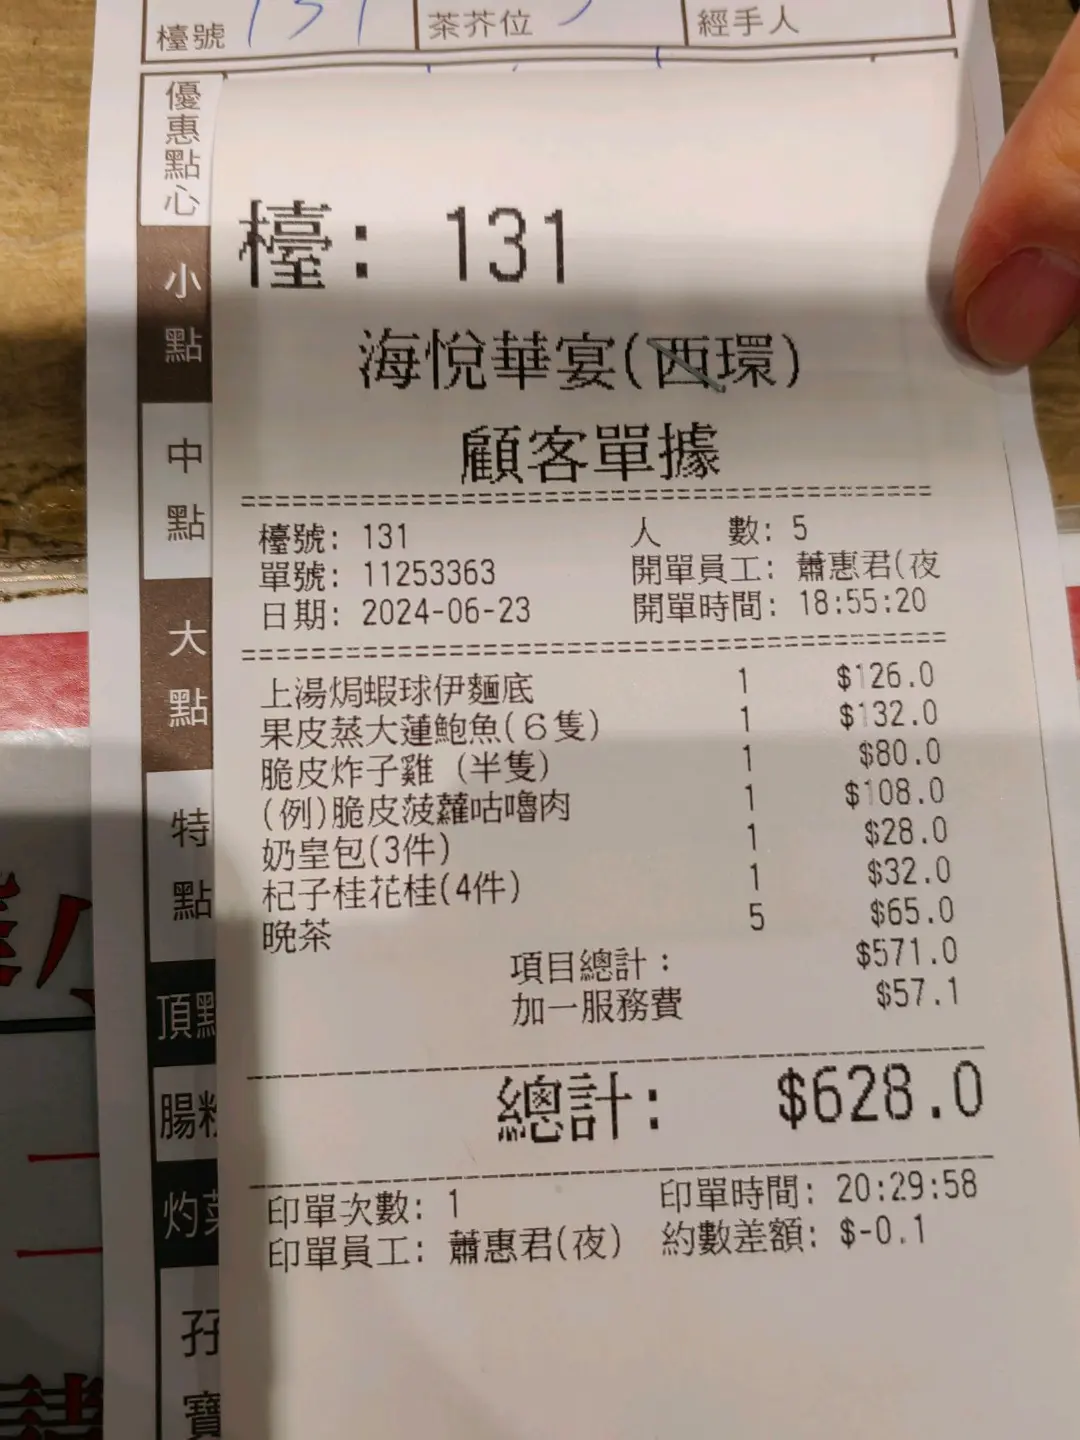 檯號 131 茶芥位 經手人
優惠點心
小點
中點
大點
特點
頂點
腸粉
灼菜
檯: 131
海悅華宴(西環)
顧客單據
檯號: 131 人 數: 5
單號: 11253363 開單員工: 蕭惠君(夜
日期: 2024-06-23 開單時間: 18:55:20
上湯焗蝦球伊麵底 1 $126.0
果皮蒸大蓮鮑魚(6隻) 1 $132.0
脆皮炸子雞 (半隻) 1 $80.0
(例)脆皮菠蘿咕嚕肉 1 $108.0
奶皇包(3件) 1 $28.0
杞子桂花桂(4件) 1 $32.0
晚茶 5 $65.0
項目總計: $571.0
加一服務費 $57.1
總計: $628.0
印單次數: 1 印單時間: 20:29:58
印單員工: 蕭惠君(夜) 約數差額: $-0.1